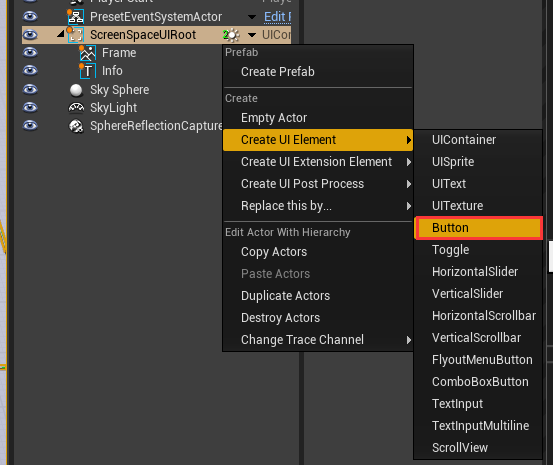 PresetEventSystemActor Edit
ScreenSpaceUIRoot UICon
Frame
Info
Sky Sphere
SkyLight
SphereReflectionCapture
Prefab
Create Prefab
Create
Empty Actor
Create UI Element
Create UI Extension Element
Create UI Post Process
Replace this by...
Edit Actor With Hierarchy
Copy Actors
Paste Actors
Duplicate Actors
Destroy Actors
Change Trace Channel
UIContainer
UISprite
UIText
UITexture
Button
Toggle
HorizontalSlider
VerticalSlider
HorizontalScrollbar
VerticalScrollbar
FlyoutMenuButton
ComboBoxButton
TextInput
TextInputMultiline
ScrollView